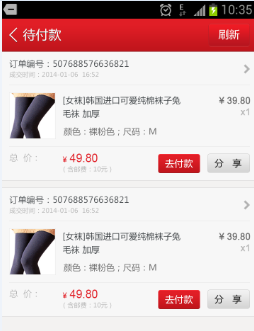 10:35
待付款
刷新
订单编号：507688576636821
成交时间：2014-01-06 16:52
[女袜]韩国进口可爱纯棉袜子兔
毛袜 加厚
¥ 39.80
x1
颜色：裸粉色；尺码：M
总 价：
¥ 49.80
(含邮费：10元)
去付款
分 享
订单编号：507688576636821
成交时间：2014-01-06 16:52
[女袜]韩国进口可爱纯棉袜子兔
毛袜 加厚
¥ 39.80
x1
颜色：裸粉色；尺码：M
总 价：
¥ 49.80
(含邮费：10元)
去付款
分 享